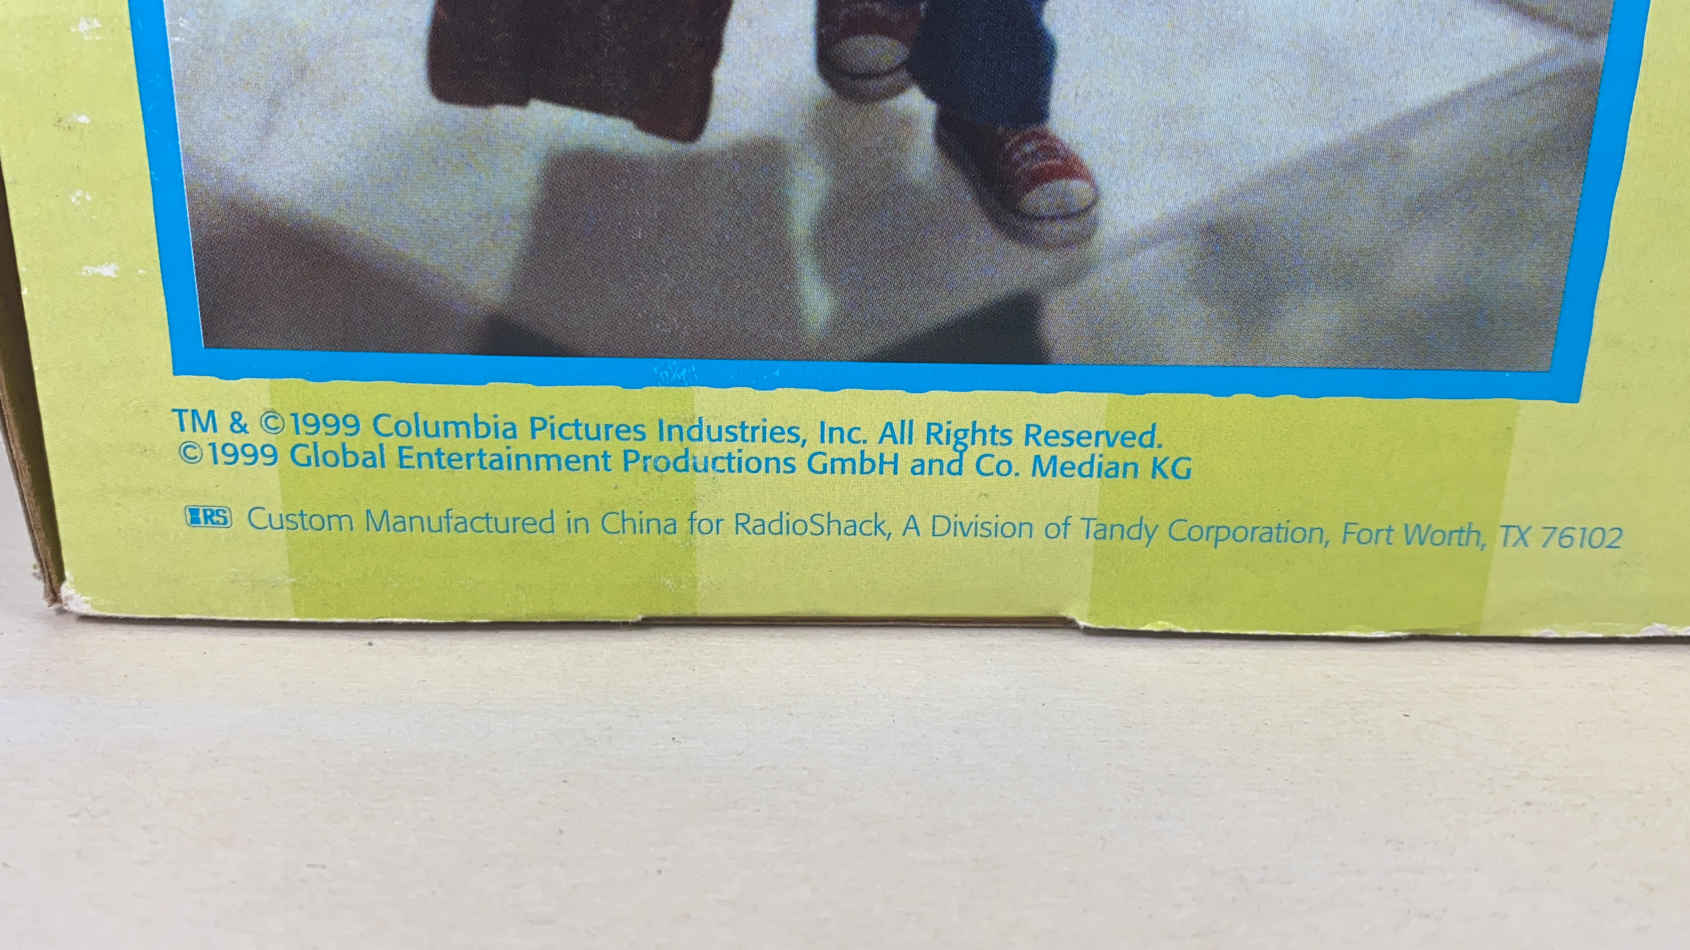 TM & ©1999 Columbia Pictures Industries, Inc. All Rights Reserved.
©1999 Global Entertainment Productions GmbH and Co. Median KG
RS Custom Manufactured in China for RadioShack, A Division of Tandy Corporation, Fort Worth, TX 76102